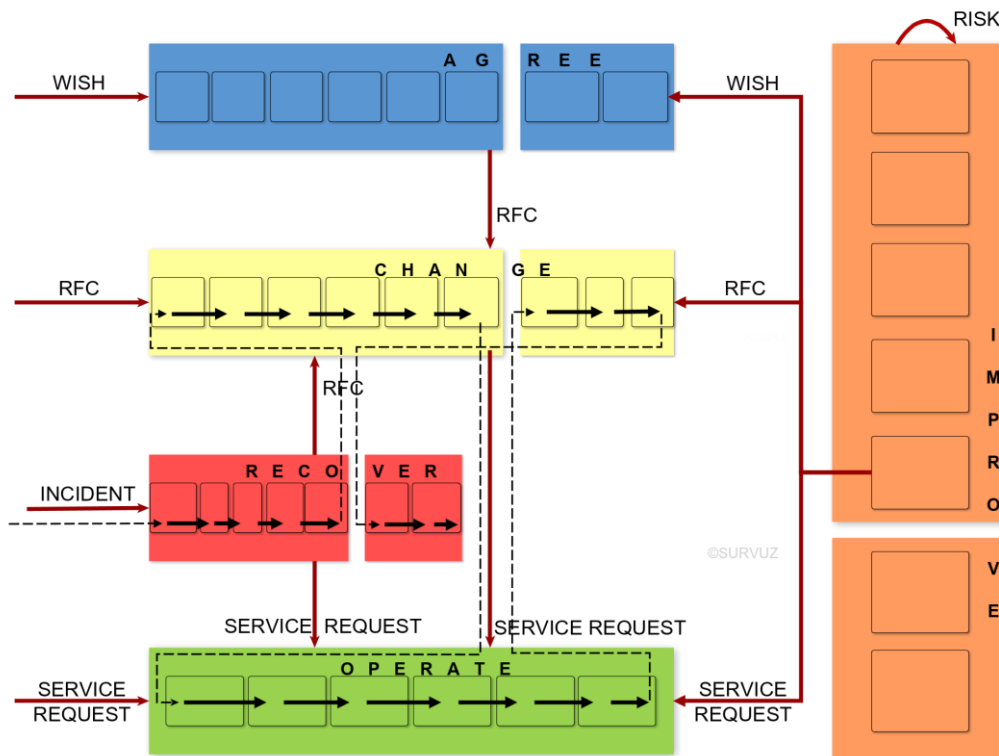 RISK
A G R E E
WISH
WISH
RFC
C H A N G E
RFC
RFC
I
M
P
R
O
V
E
RFC
R E C O V E R
INCIDENT
©SURVUZ
SERVICE REQUEST
SERVICE REQUEST
O P E R A T E
SERVICE
REQUEST
SERVICE
REQUEST